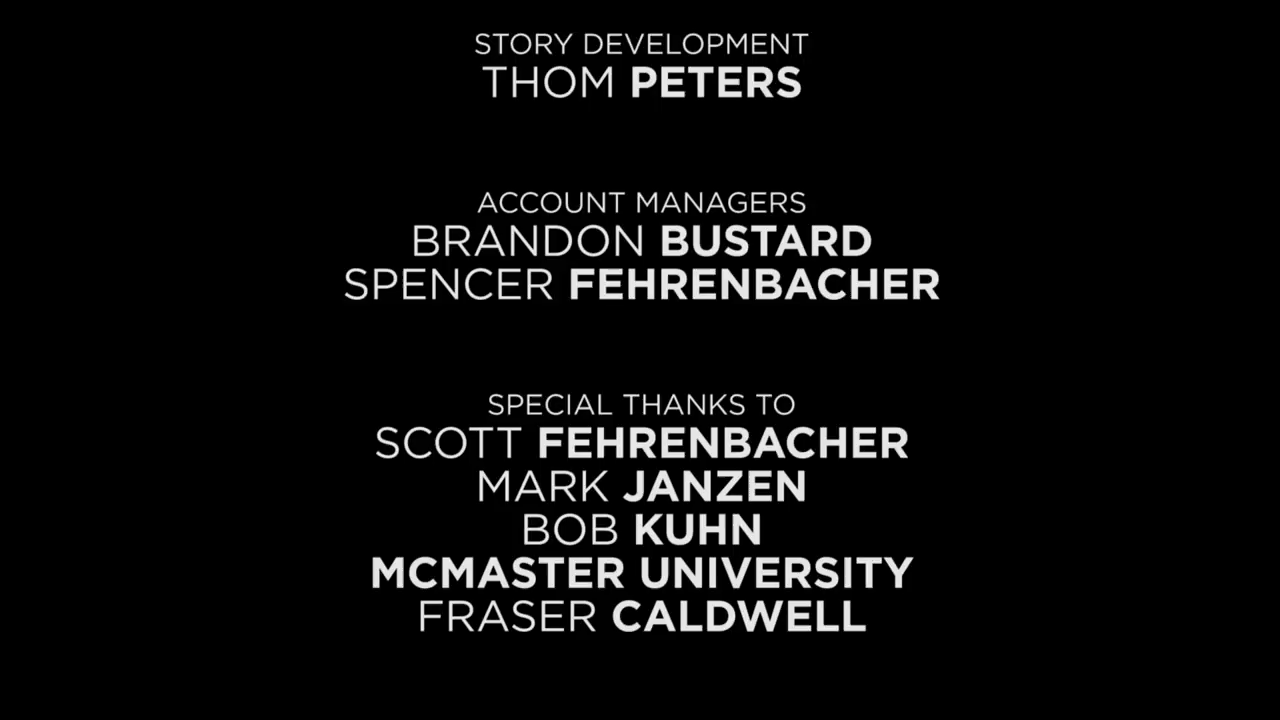 STORY DEVELOPMENT
THOM PETERS
ACCOUNT MANAGERS
BRANDON BUSTARD
SPENCER FEHRENBACHER
SPECIAL THANKS TO
SCOTT FEHRENBACHER
MARK JANZEN
BOB KUHN
MCMASTER UNIVERSITY
FRASER CALDWELL